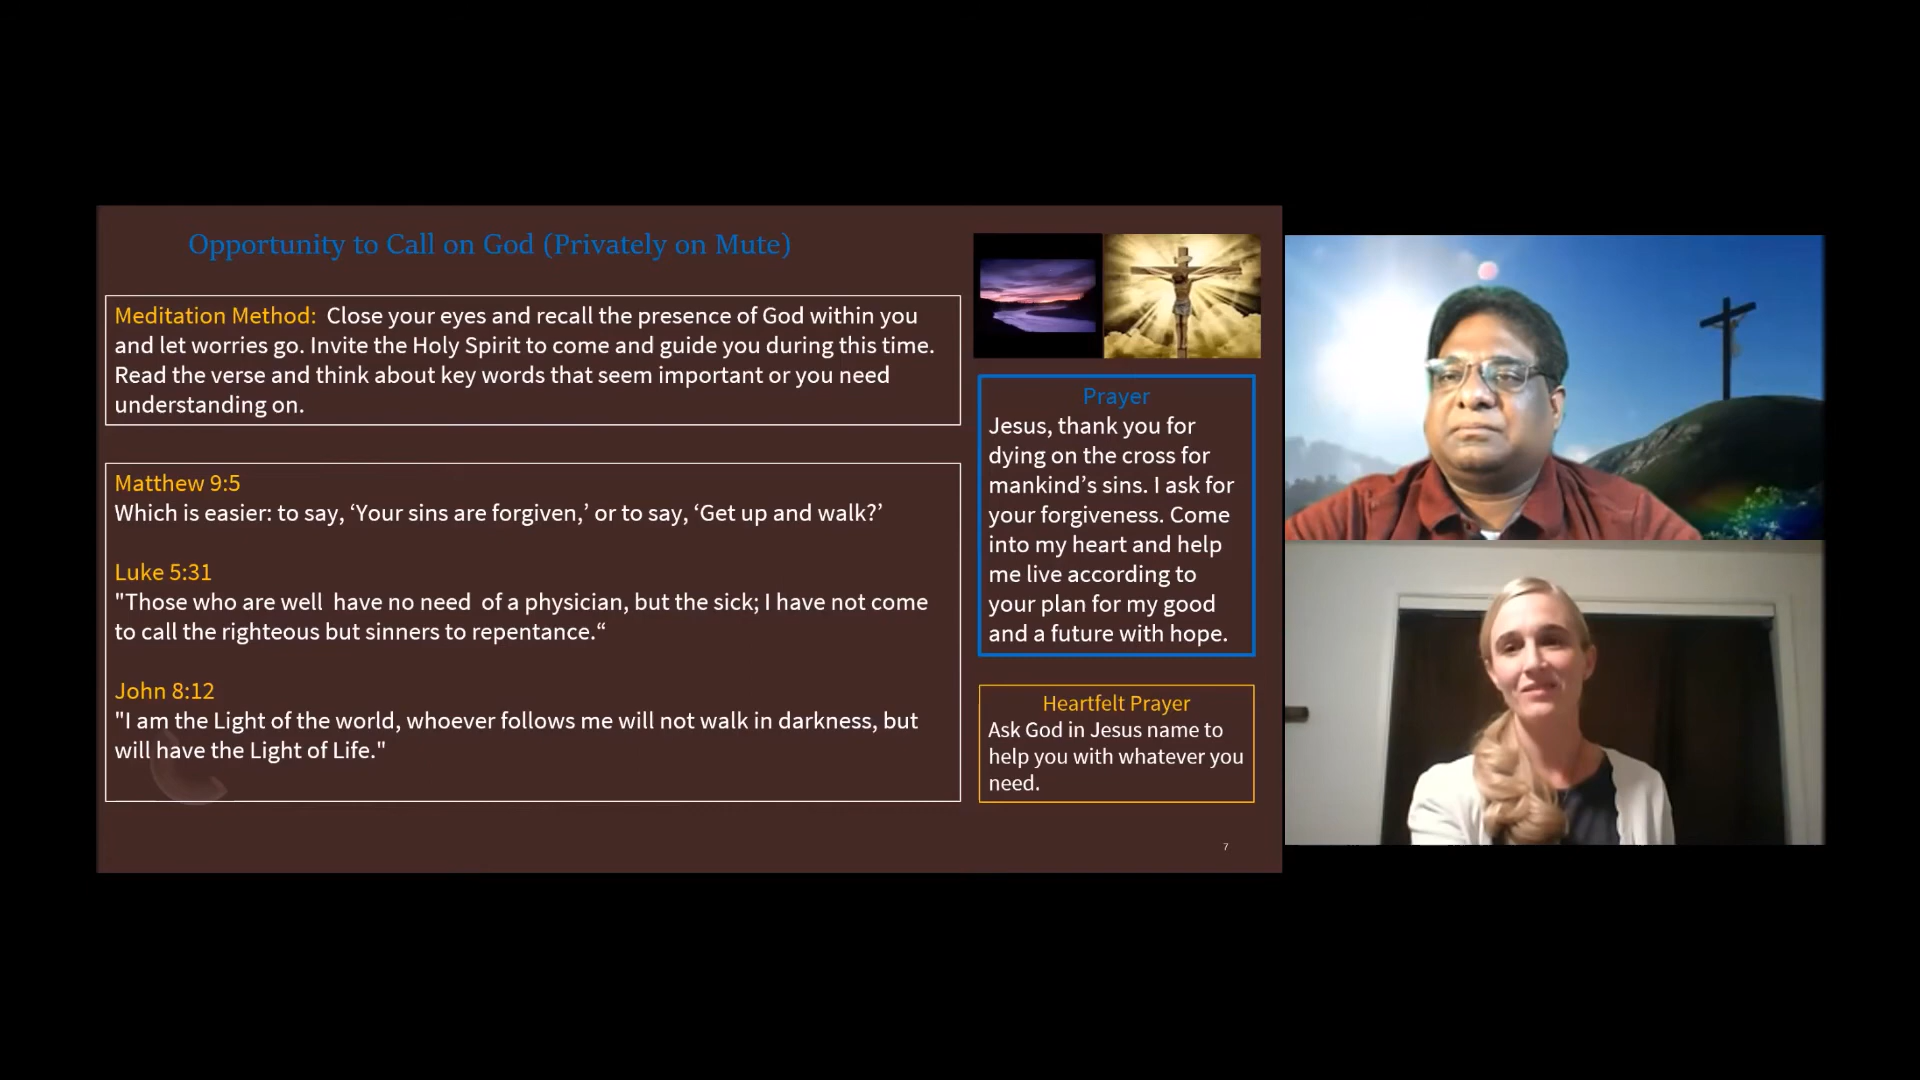 Opportunity to Call on God (Privately on Mute)
Meditation Method:  Close your eyes and recall the presence of God within you
and let worries go. Invite the Holy Spirit to come and guide you during this time.
Read the verse and think about key words that seem important or you need
understanding on.
Matthew 9:5
Which is easier: to say, ‘Your sins are forgiven,’ or to say, ‘Get up and walk?’
Luke 5:31
"Those who are well  have no need  of a physician, but the sick; I have not come
to call the righteous but sinners to repentance.“
John 8:12
"I am the Light of the world, whoever follows me will not walk in darkness, but
will have the Light of Life."
Prayer
Jesus, thank you for
dying on the cross for
mankind’s sins. I ask for
your forgiveness. Come
into my heart and help
me live according to
your plan for my good
and a future with hope.
Heartfelt Prayer
Ask God in Jesus name to
help you with whatever you
need.
7